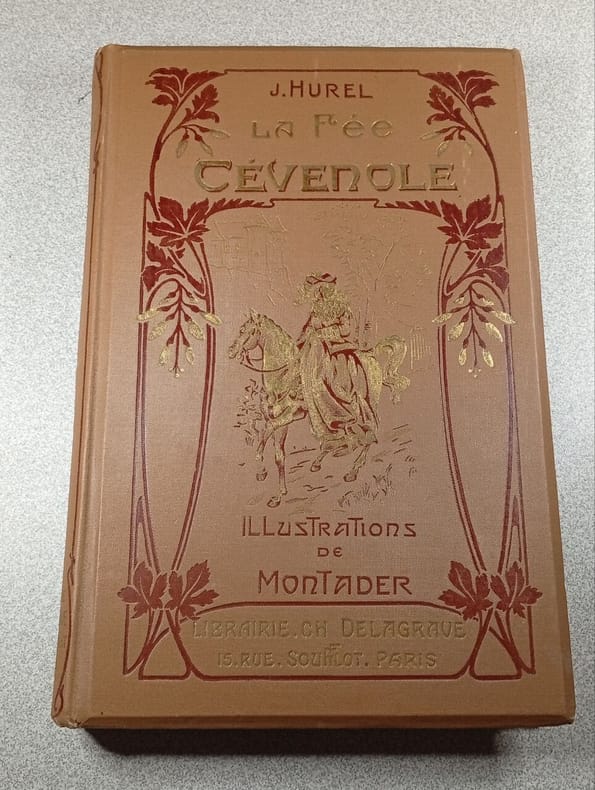 J. HUREL
LA FÉE
CÉVENOLE
ILLUSTRATIONS
DE
MONTADER
LIBRAIRIE. CH DELAGRAVE
15. RUE. SOUFFLOT. PARIS